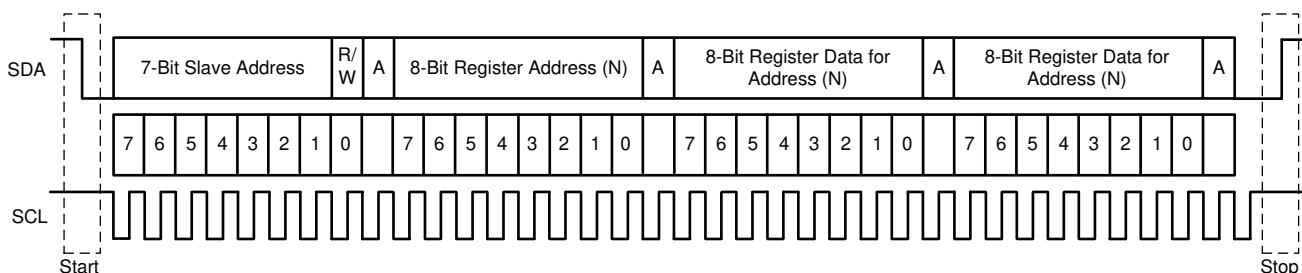 SDA
7-Bit Slave Address
R/
W
A
8-Bit Register Address (N)
A
8-Bit Register Data for
Address (N)
A
8-Bit Register Data for
Address (N)
A
7 6 5 4 3 2 1 0 7 6 5 4 3 2 1 0 7 6 5 4 3 2 1 0 7 6 5 4 3 2 1 0
SCL
Start
Stop